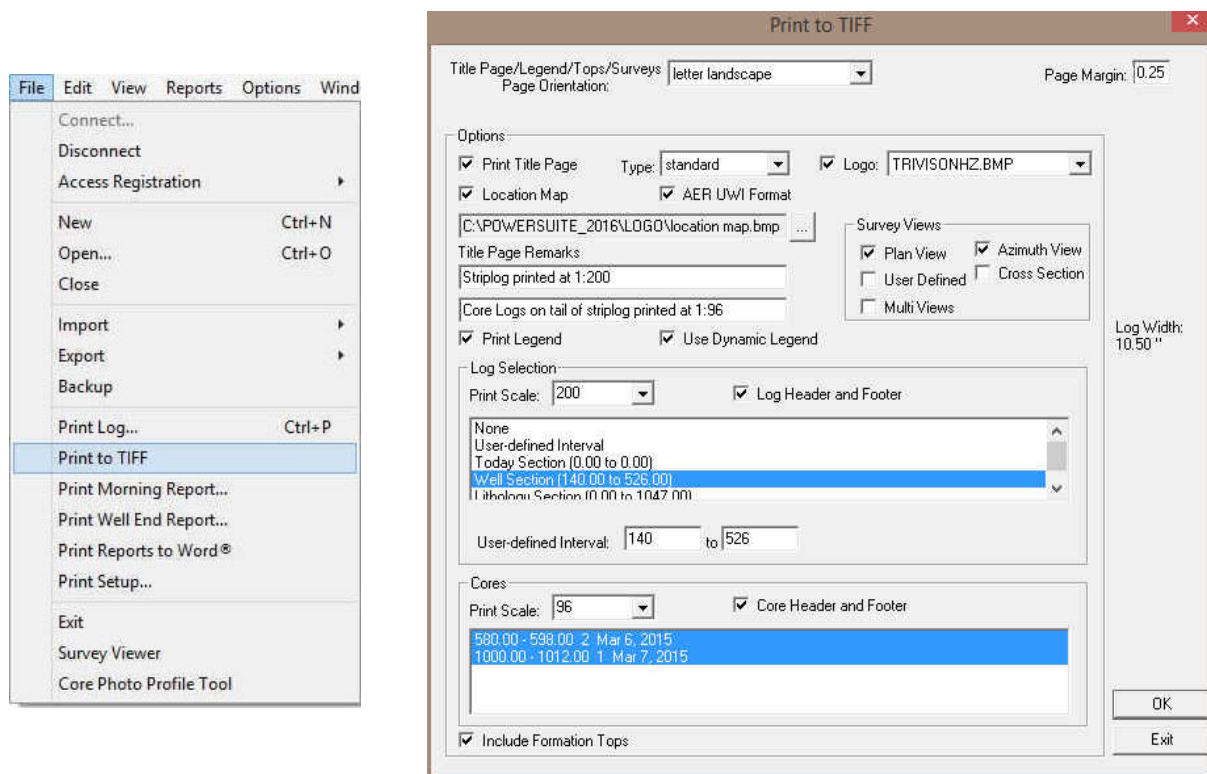 File Edit View Reports Options Wind
Connect...
Disconnect
Access Registration
New Ctrl+N
Open... Ctrl+O
Close
Import
Export
Backup
Print Log... Ctrl+P
Print to TIFF
Print Morning Report...
Print Well End Report...
Print Reports to Word®
Print Setup...
Exit
Survey Viewer
Core Photo Profile Tool
Print to TIFF
Title Page/Legend/Tops/Surveys letter landscape Page Margin: 0.25
Page Orientation:
Options
Print Title Page Type: standard Logo: TRIVISONHZ.BMP
Location Map AER UWI Format
C:\POWERSUITE_2016\LOGO\location map.bmp ...
Survey Views
Plan View Azimuth View
User Defined Cross Section
Multi Views
Title Page Remarks
Striplog printed at 1:200
Core Logs on tail of striplog printed at 1:96
Print Legend Use Dynamic Legend
Log Width:
10.50 "
Log Selection
Print Scale: 200 Log Header and Footer
None
User-defined Interval
Today Section (0.00 to 0.00)
Well Section (140.00 to 526.00)
Lithology Section (0.00 to 1047.00)
User-defined Interval: 140 to 526
Cores
Print Scale: 96 Core Header and Footer
580.00 - 598.00 2 Mar 6, 2015
1000.00 - 1012.00 1 Mar 7, 2015
Include Formation Tops
OK
Exit